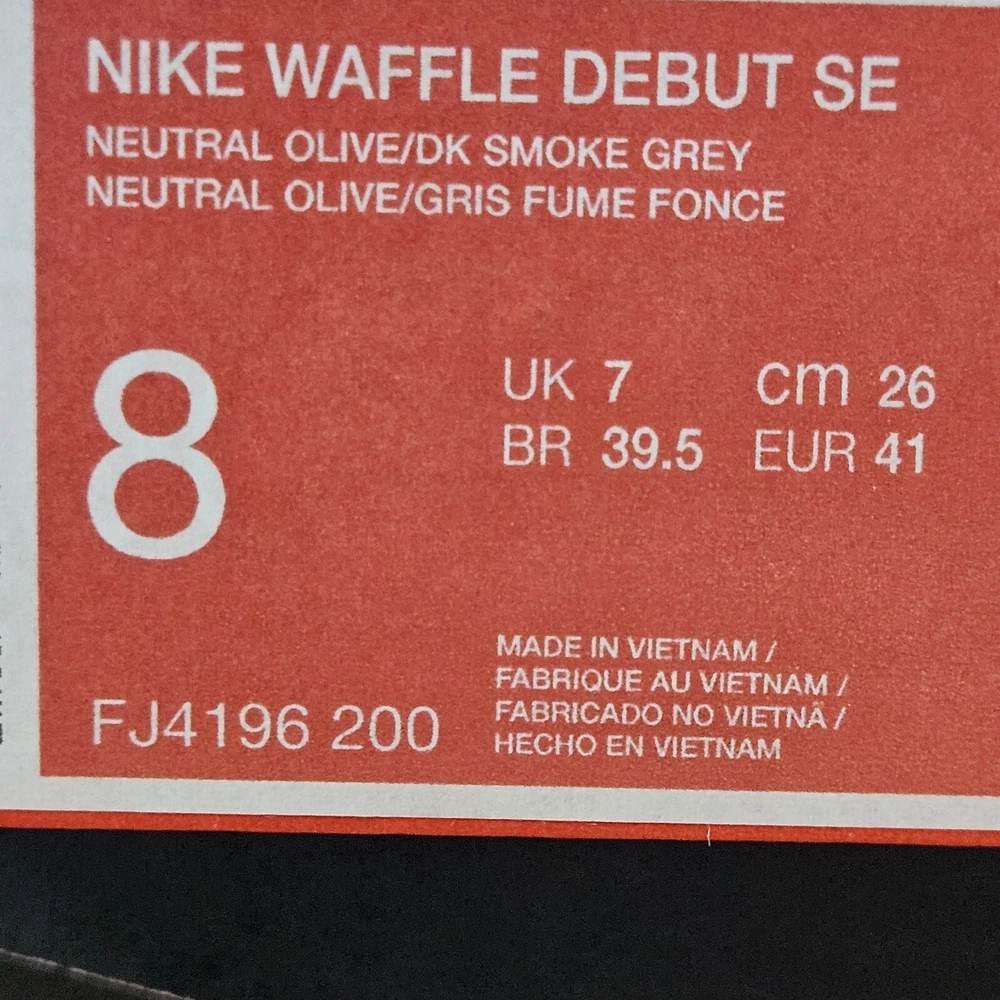 NIKE WAFFLE DEBUT SE
NEUTRAL OLIVE/DK SMOKE GREY
NEUTRAL OLIVE/GRIS FUME FONCE
8
UK 7 cm 26
BR 39.5 EUR 41
MADE IN VIETNAM /
FABRIQUE AU VIETNAM /
FABRICADO NO VIETNÃ /
HECHO EN VIETNAM
FJ4196 200